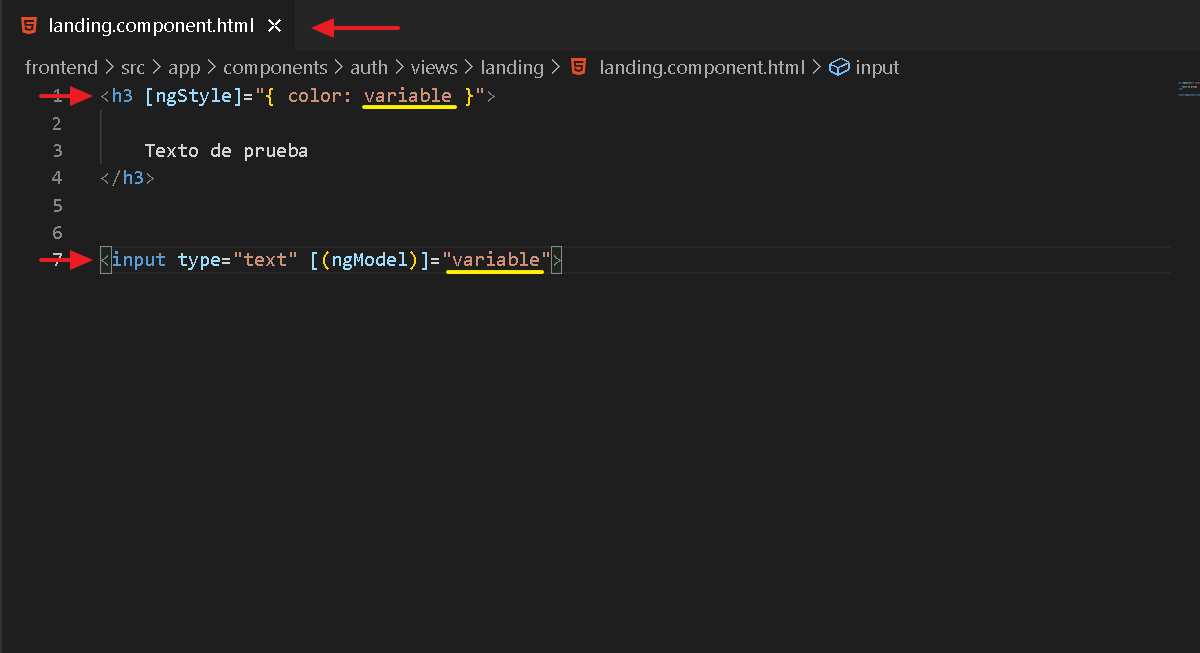 landing.component.html ×
frontend > src > app > components > auth > views > landing > landing.component.html > input
1 <h3 [ngStyle]="{ color: variable }">
2
3 Texto de prueba
4 </h3>
5
6
7 <input type="text" [(ngModel)]="variable">